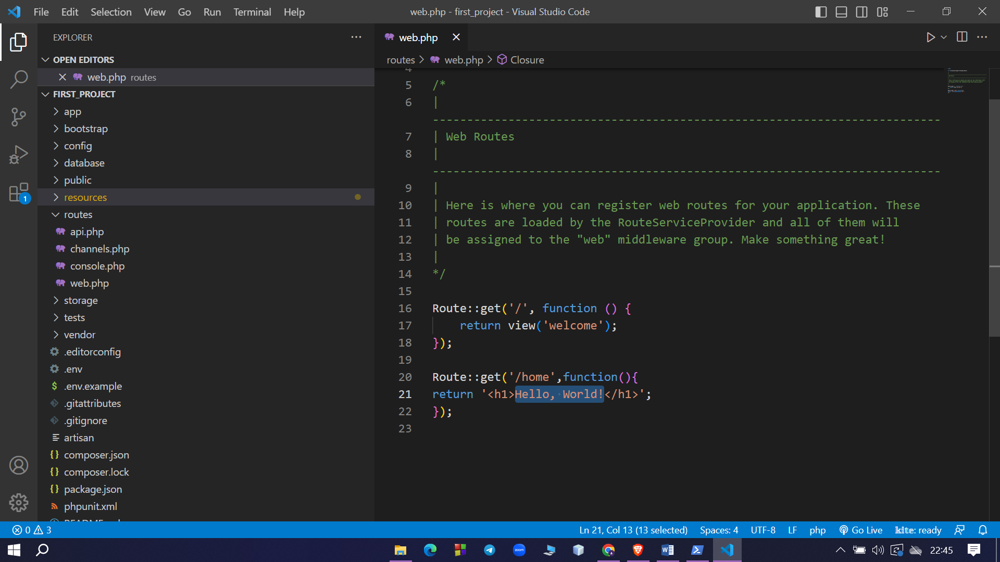 File Edit Selection View Go Run Terminal Help
web.php - first_project - Visual Studio Code
EXPLORER
OPEN EDITORS
web.php routes
FIRST_PROJECT
app
bootstrap
config
database
public
resources
routes
api.php
channels.php
console.php
web.php
storage
tests
vendor
.editorconfig
.env
.env.example
.gitattributes
.gitignore
artisan
composer.json
composer.lock
package.json
phpunit.xml
1
web.php
routes > web.php > Closure
4
5 /*
6 |
--------------------------------------------------------------------------
7 | Web Routes
8 |
--------------------------------------------------------------------------
9 |
10 | Here is where you can register web routes for your application. These
11 | routes are loaded by the RouteServiceProvider and all of them will
12 | be assigned to the "web" middleware group. Make something great!
13 |
14 */
15
16 Route::get('/', function () {
17     return view('welcome');
18 });
19
20 Route::get('/home',function(){
21 return '<h1>Hello, World!</h1>';
22 });
23
0 3
Ln 21, Col 13 (13 selected) Spaces: 4 UTF-8 LF php Go Live kite: ready
zoom
22:45